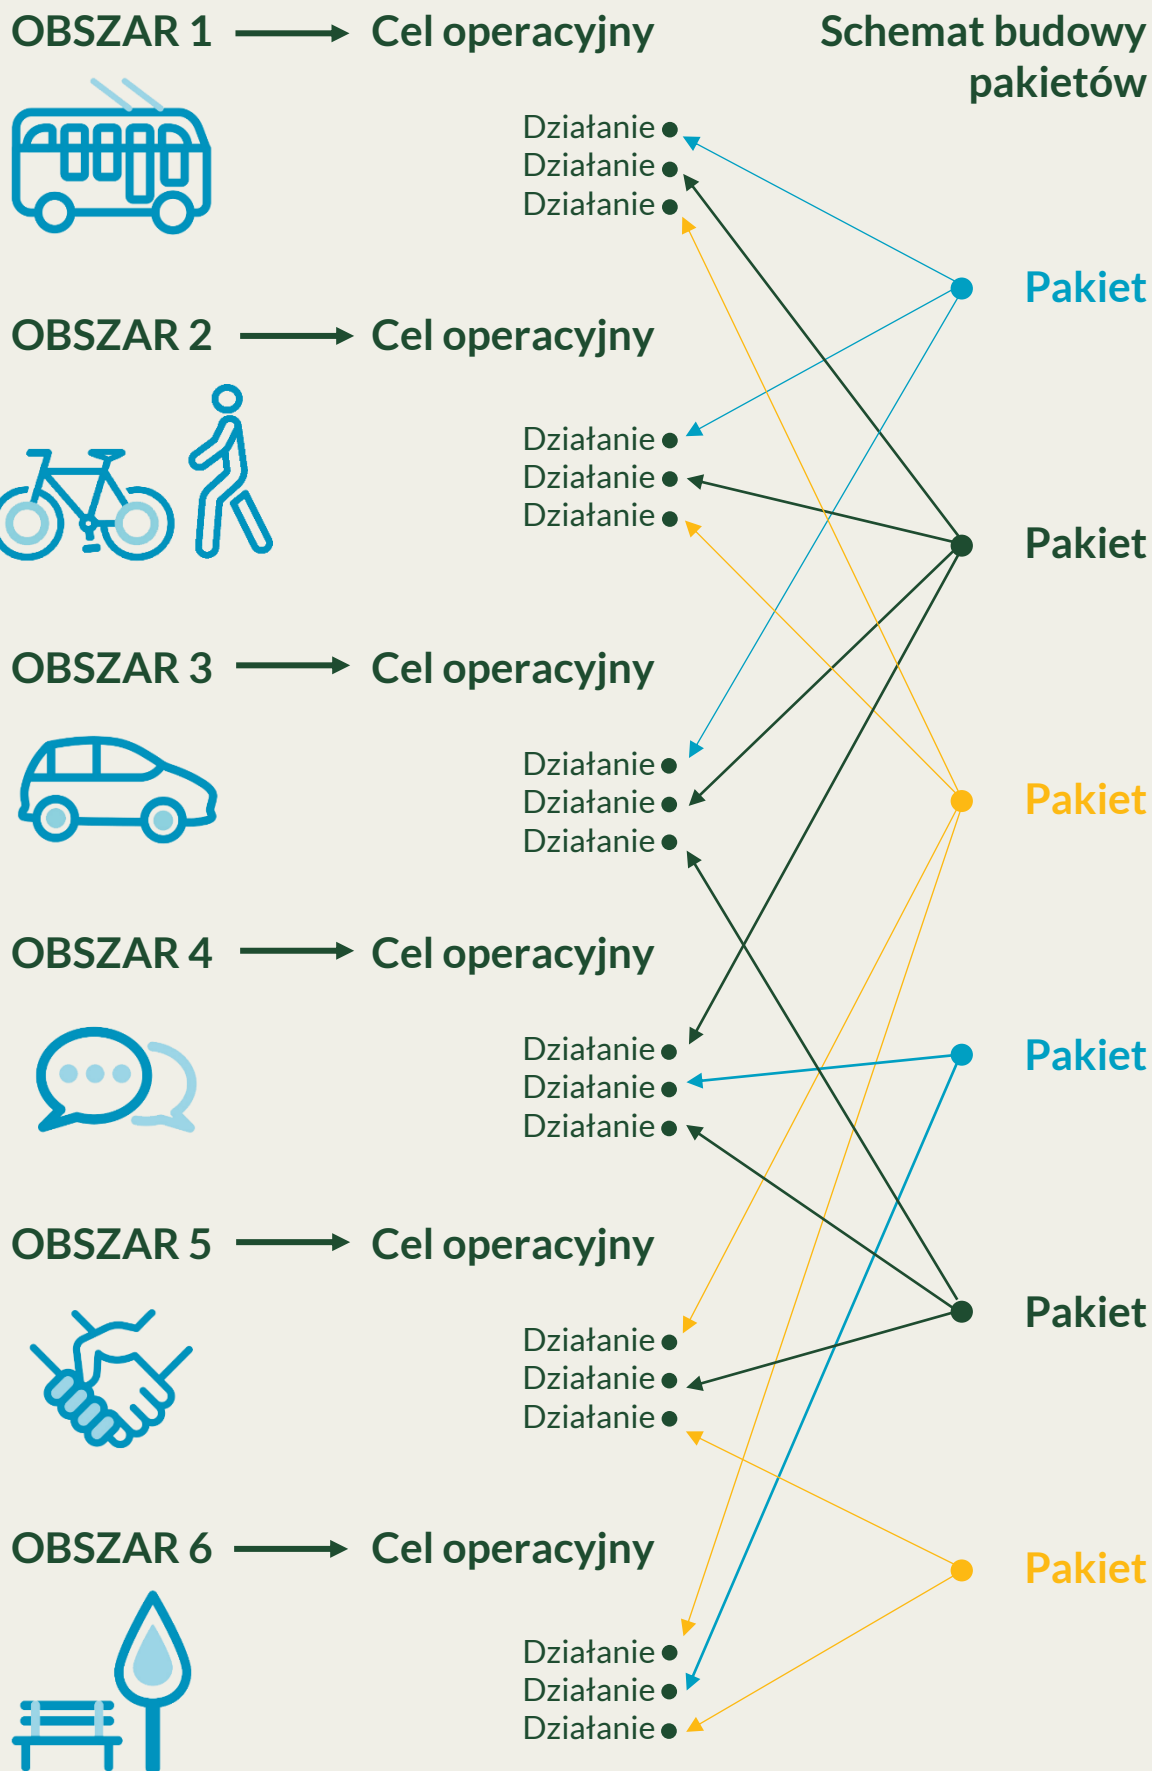 OBSZAR 1
Cel operacyjny
Schemat budowy
pakietów
Działanie
Działanie
Działanie
Pakiet
OBSZAR 2
Cel operacyjny
Działanie
Działanie
Działanie
Pakiet
OBSZAR 3
Cel operacyjny
Działanie
Działanie
Działanie
Pakiet
OBSZAR 4
Cel operacyjny
Działanie
Działanie
Działanie
Pakiet
OBSZAR 5
Cel operacyjny
Działanie
Działanie
Działanie
Pakiet
OBSZAR 6
Cel operacyjny
Działanie
Działanie
Działanie
Pakiet